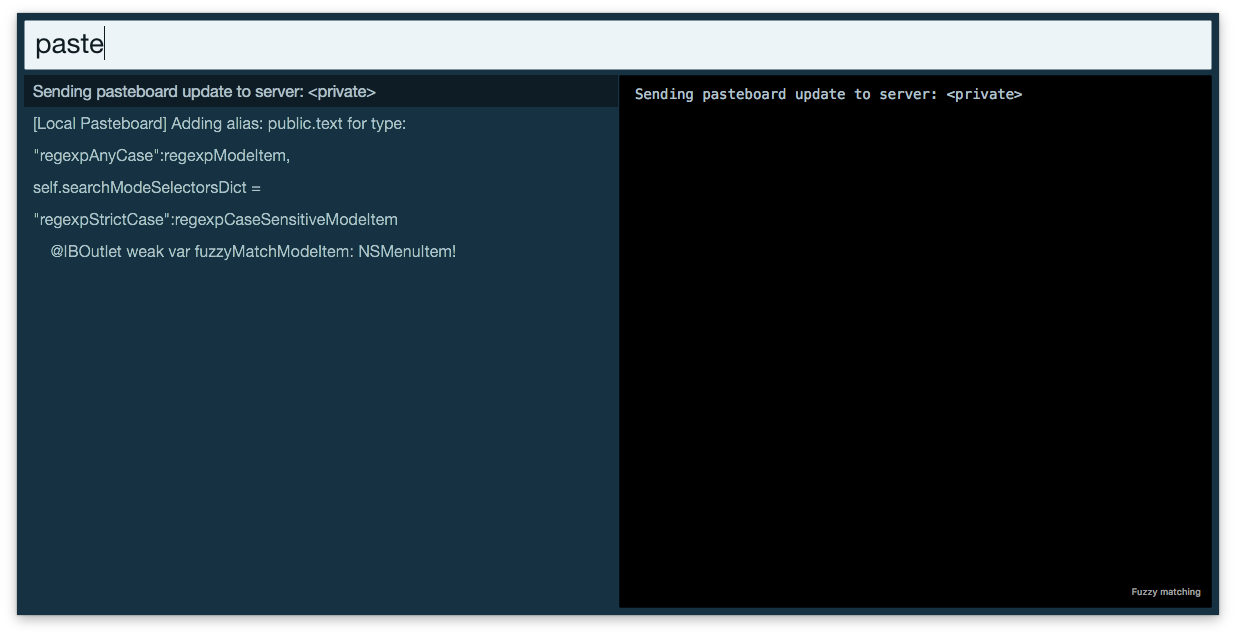 paste
Sending pasteboard update to server: <private>
[Local Pasteboard] Adding alias: public.text for type:
"regexpAnyCase":regexpModeItem,
self.searchModeSelectorsDict =
"regexpStrictCase":regexpCaseSensitiveModeItem
@IBOutlet weak var fuzzyMatchModeItem: NSMenuItem!
Sending pasteboard update to server: <private>
Fuzzy matching